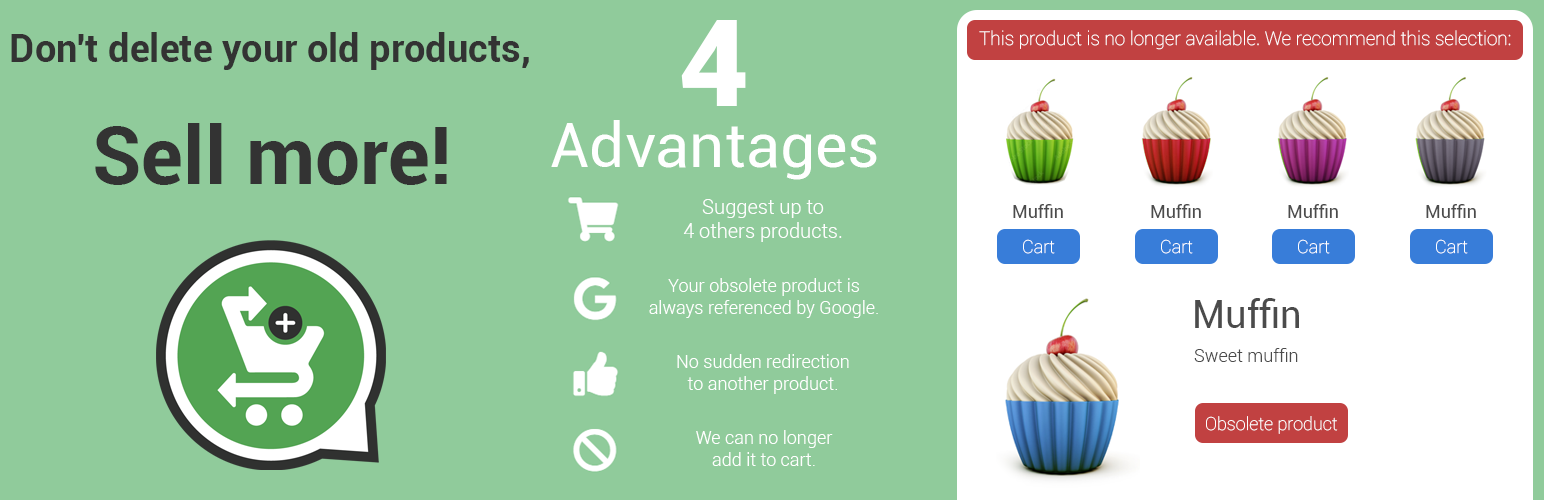 Don't delete your old products,
Sell more!
4
Advantages
Suggest up to
4 others products.
Your obsolete product is
always referenced by Google.
No sudden redirection
to another product.
We can no longer
add it to cart.
This product is no longer available. We recommend this selection:
Muffin Muffin Muffin Muffin
Cart Cart Cart Cart
Muffin
Sweet muffin
Obsolete product